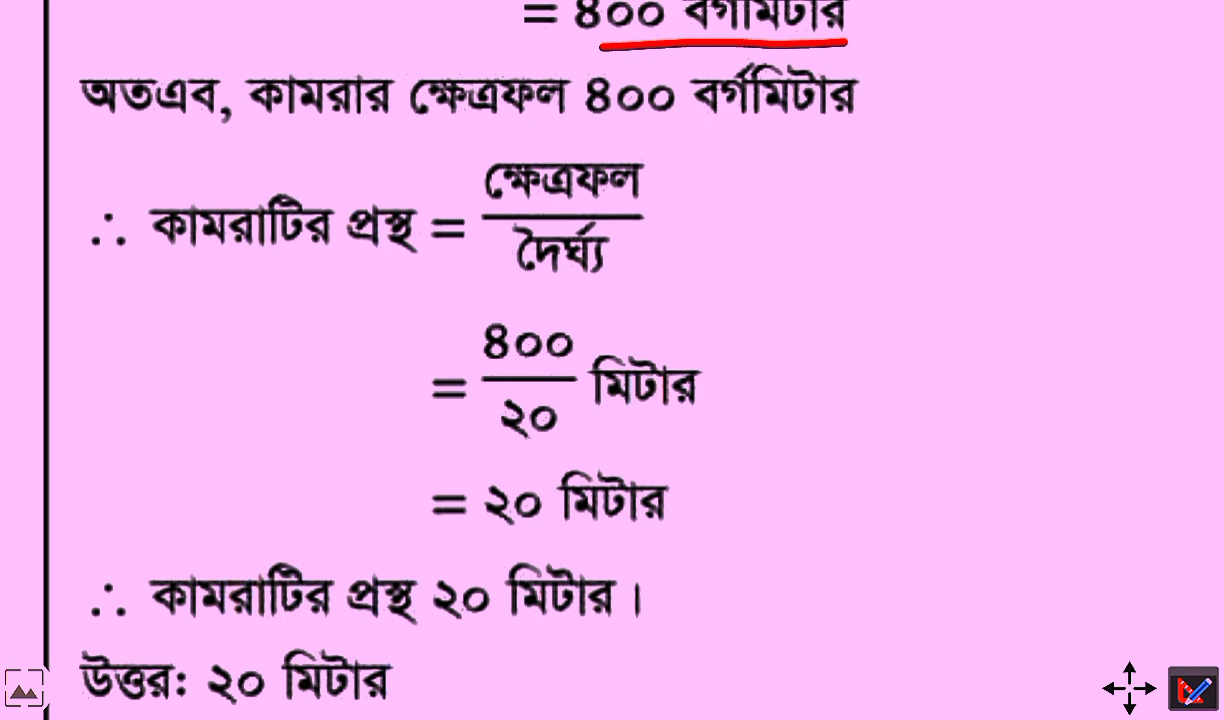 = ৪০০ বর্গমিটার
অতএব, কামরার ক্ষেত্রফল ৪০০ বর্গমিটার
∴ কামরাটির প্রস্থ = ক্ষেত্রফল
দৈর্ঘ্য
= ৪০০
২০ মিটার
= ২০ মিটার
∴ কামরাটির প্রস্থ ২০ মিটার।
উত্তর: ২০ মিটার